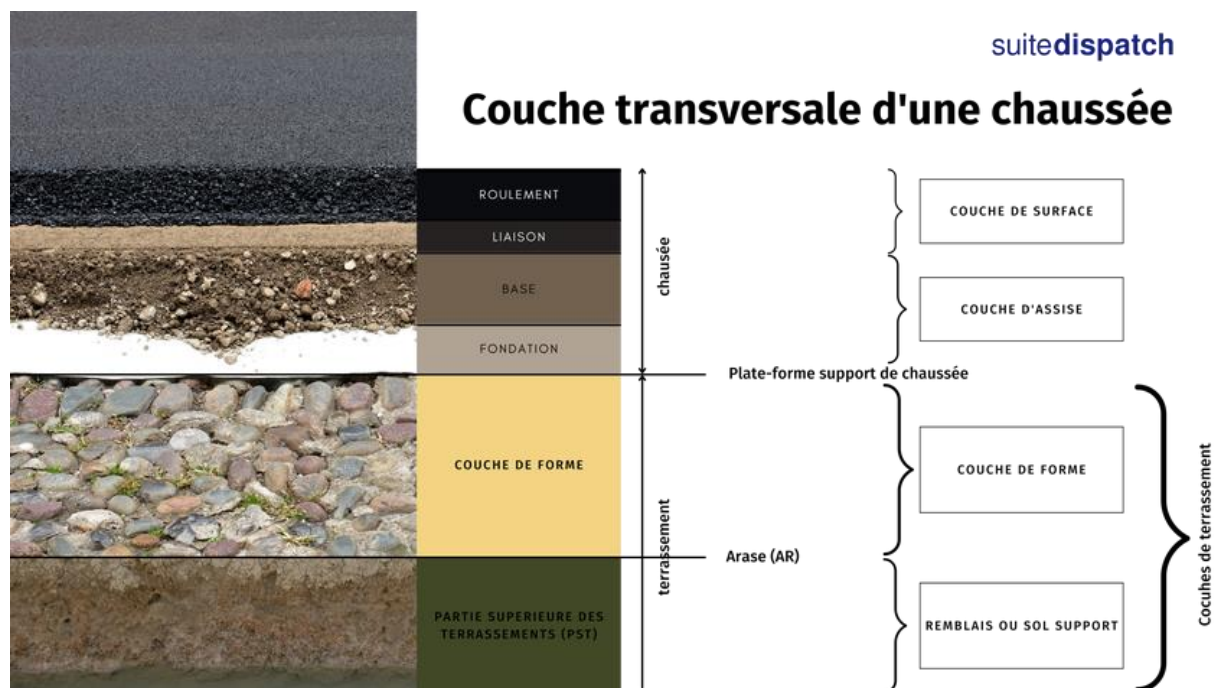 suitedispatch
Couche transversale d'une chaussée
ROULEMENT
LIAISON
BASE
FONDATION
chausée
COUCHE DE SURFACE
COUCHE D'ASSISE
Plate-forme support de chaussée
COUCHE DE FORME
terrassement
COUCHE DE FORME
Arase (AR)
PARTIE SUPERIEURE DES
TERRASSEMENTS (PST)
REMBLAIS OU SOL SUPPORT
Cocuhes de terrassement